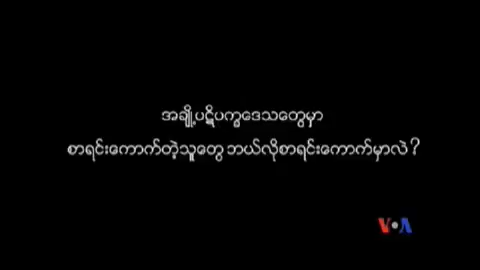 အချို့ပဋိပက္ခဒေသတွေမှာ
စာရင်းကောက်တဲ့သူတွေ ဘယ်လိုစာရင်းကောက်မှာလဲ ?
VOA